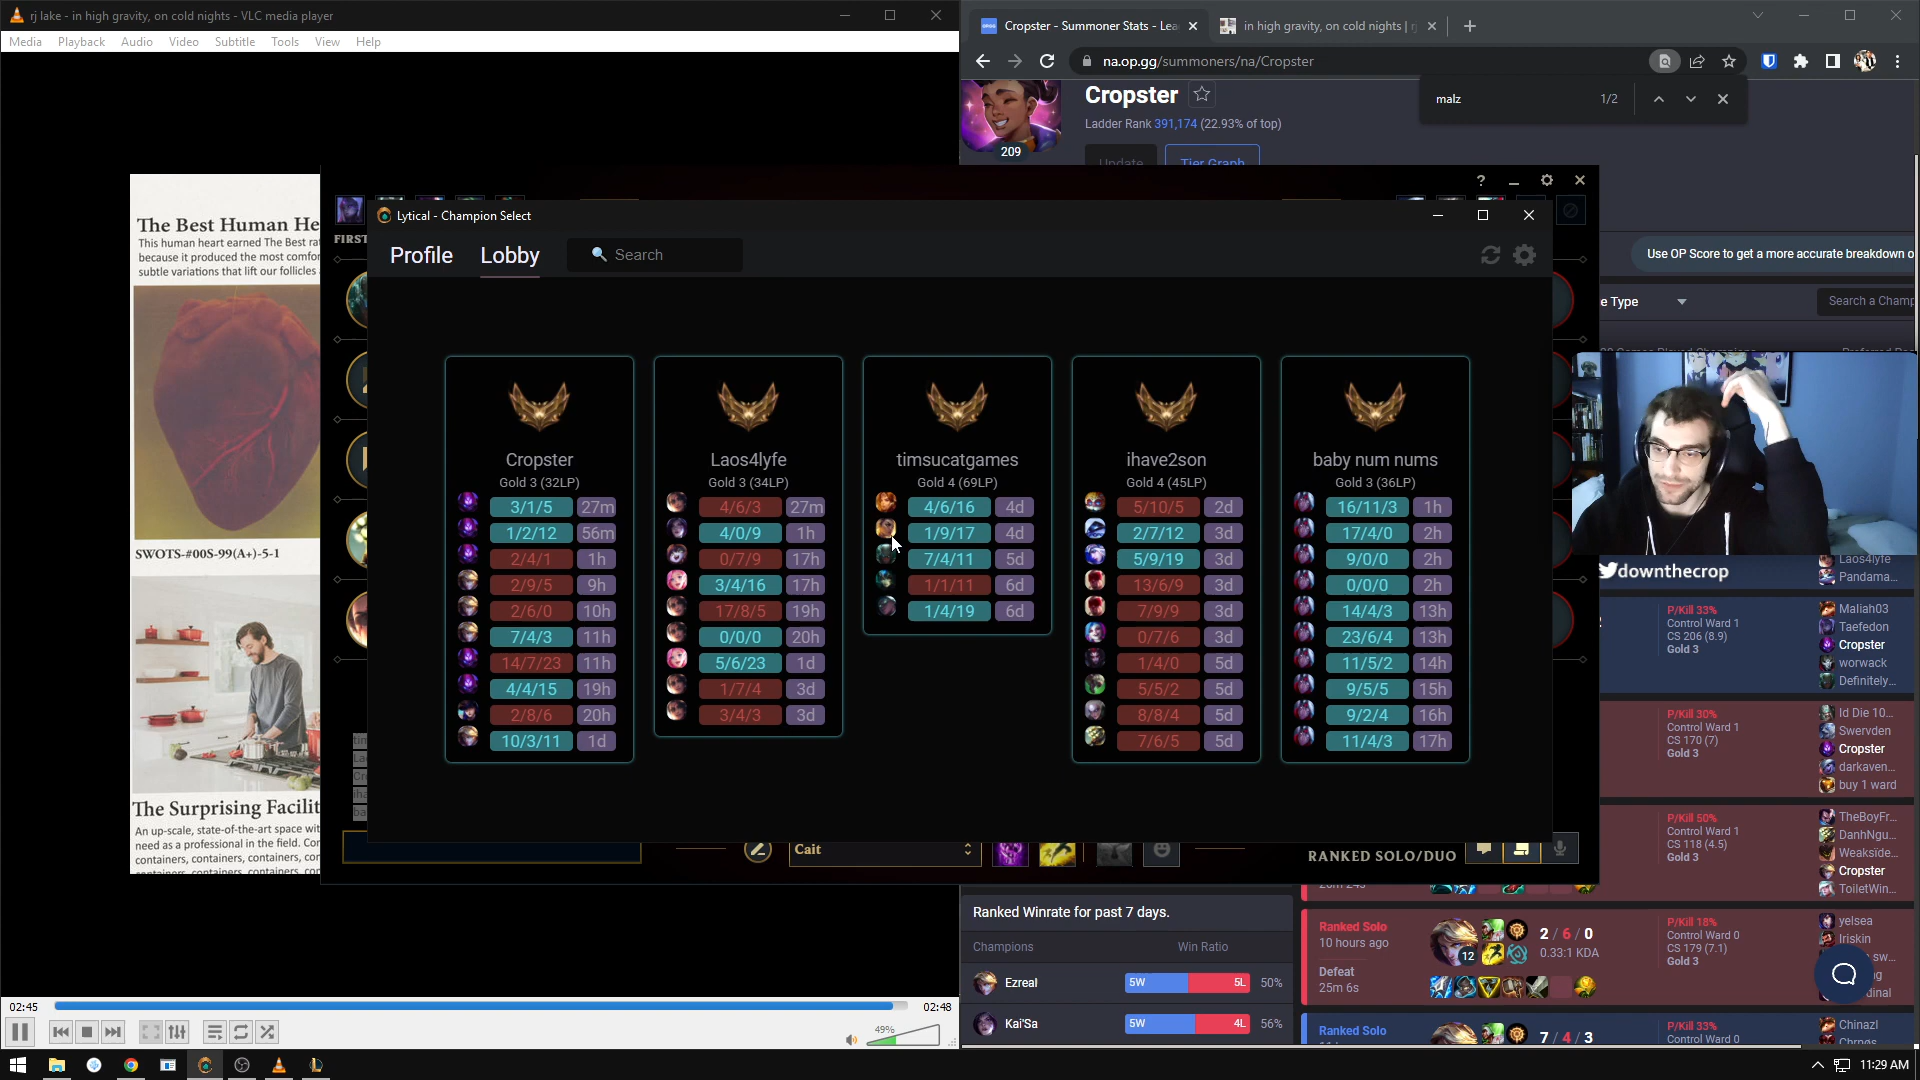 rj lake - in high gravity, on cold nights - VLC media player
Media Playback Audio Video Subtitle Tools View Help
Cropster - Summoner Stats - Lea
in high gravity, on cold nights | r
na.op.gg/summoners/na/Cropster
malz 1/2
Cropster
Ladder Rank 391,174 (22.93% of top)
209
Update Tier Graph
The Best Human He
This human heart earned The Best ra
because it produced the most comfor
subtle variations that lift our follicles
SWOTS-#00S-99(A+)-5-1
The Surprising Facilit
An up-scale, state-of-the-art space wit
need as a professional in the field. Cor
containers, containers, containers, cor
containers, containers, containers, cor
FIRST
Lytical - Champion Select
Profile Lobby Search
Use OP Score to get a more accurate breakdown o
e Type
Search a Champ
Cropster
Gold 3 (32LP)
3/1/5 27m
1/2/12 56m
2/4/1 1h
2/9/5 9h
2/6/0 10h
7/4/3 11h
14/7/23 11h
4/4/15 19h
2/8/6 20h
10/3/11 1d
Laos4lyfe
Gold 3 (34LP)
4/6/3 27m
4/0/9 1h
0/7/9 17h
3/4/16 17h
17/8/5 19h
0/0/0 20h
5/6/23 1d
1/7/4 3d
3/4/3 3d
timsucatgames
Gold 4 (69LP)
4/6/16 4d
1/9/17 4d
7/4/11 5d
1/1/11 6d
1/4/19 6d
ihave2son
Gold 4 (45LP)
5/10/5 2d
2/7/12 3d
5/9/19 3d
13/6/9 3d
7/9/9 3d
0/7/6 3d
1/4/0 5d
5/5/2 5d
8/8/4 5d
7/6/5 5d
baby num nums
Gold 3 (36LP)
16/11/3 1h
17/4/0 2h
9/0/0 2h
0/0/0 2h
14/4/3 13h
23/6/4 13h
11/5/2 14h
9/5/5 15h
9/2/4 16h
11/4/3 17h
Cait
RANKED SOLO/DUO
downthecrop
Laos4lyfe
Pandama...
P/Kill 33%
Control Ward 1
CS 206 (8.9)
Gold 3
Maliah03
Taefedon
Cropster
worwack
Definitely...
P/Kill 30%
Control Ward 1
CS 170 (7)
Gold 3
Id Die 10...
Swervden
Cropster
darkaven...
buy 1 ward
P/Kill 50%
Control Ward 1
CS 118 (4.5)
Gold 3
TheBoyFr...
DanhNgu...
Weakside...
Cropster
ToiletWin...
Ranked Winrate for past 7 days.
Champions Win Ratio
Ezreal 5W 5L 50%
Kai'Sa 5W 4L 56%
Ranked Solo
10 hours ago
Defeat
25m 6s
12
2 / 6 / 0
0.33:1 KDA
P/Kill 18%
Control Ward 0
CS 179 (7.1)
Gold 3
yelsea
Iriskin
Ranked Solo
7 / 4 / 3
P/Kill 33%
Control Ward 0
Chinazl
02:45 02:48
49%
11:29 AM